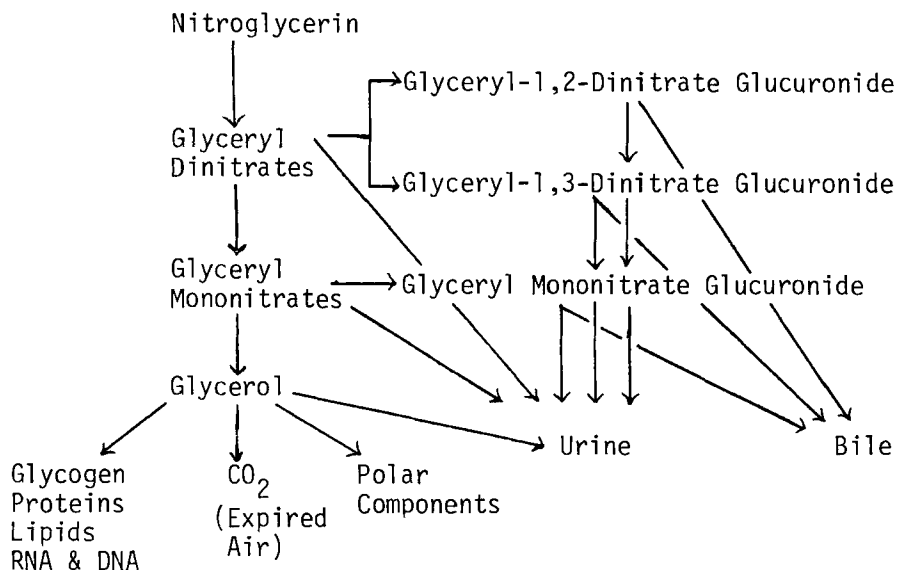 Nitroglycerin
Glyceryl-1,2-Dinitrate Glucuronide
Glyceryl
Dinitrates
Glyceryl-1,3-Dinitrate Glucuronide
Glyceryl
Mononitrates
Glyceryl Mononitrate Glucuronide
Glycerol
Urine
Bile
Glycogen
Proteins
Lipids
RNA & DNA
CO2
(Expired
Air)
Polar
Components